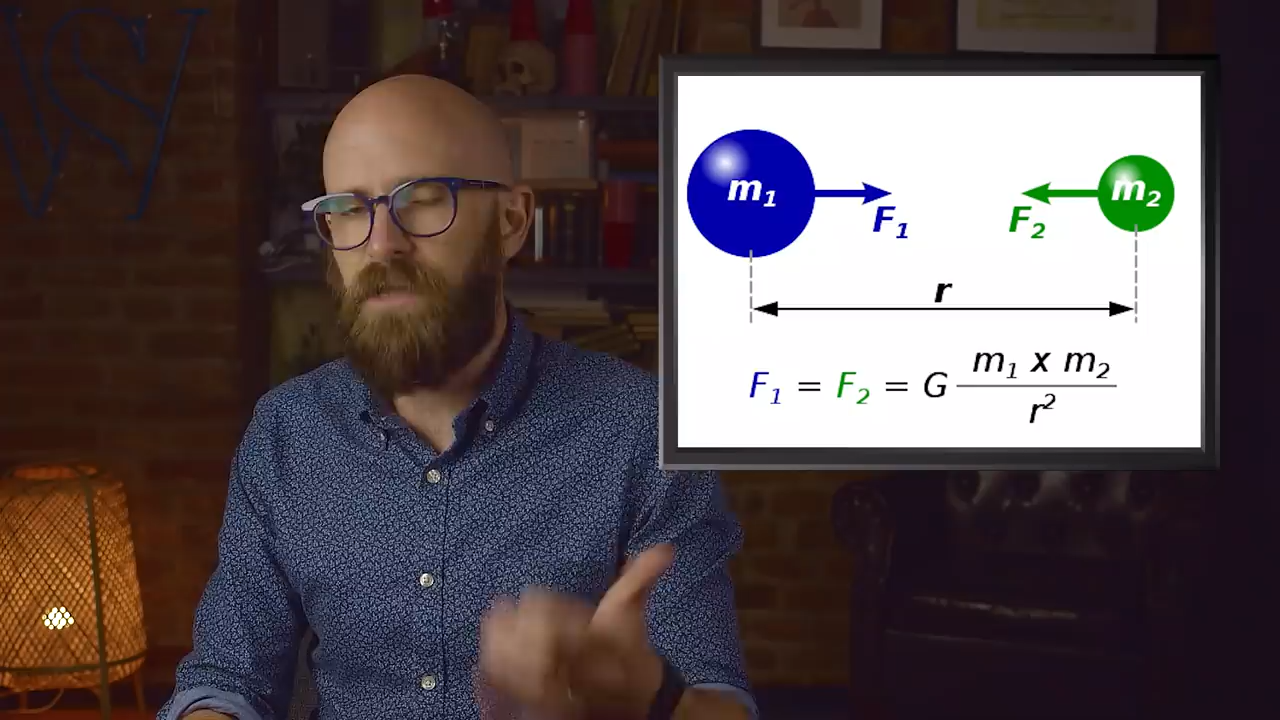 m₁
m₂
F₁
F₂
r
F₁ = F₂ = G m₁ x m₂ / r²